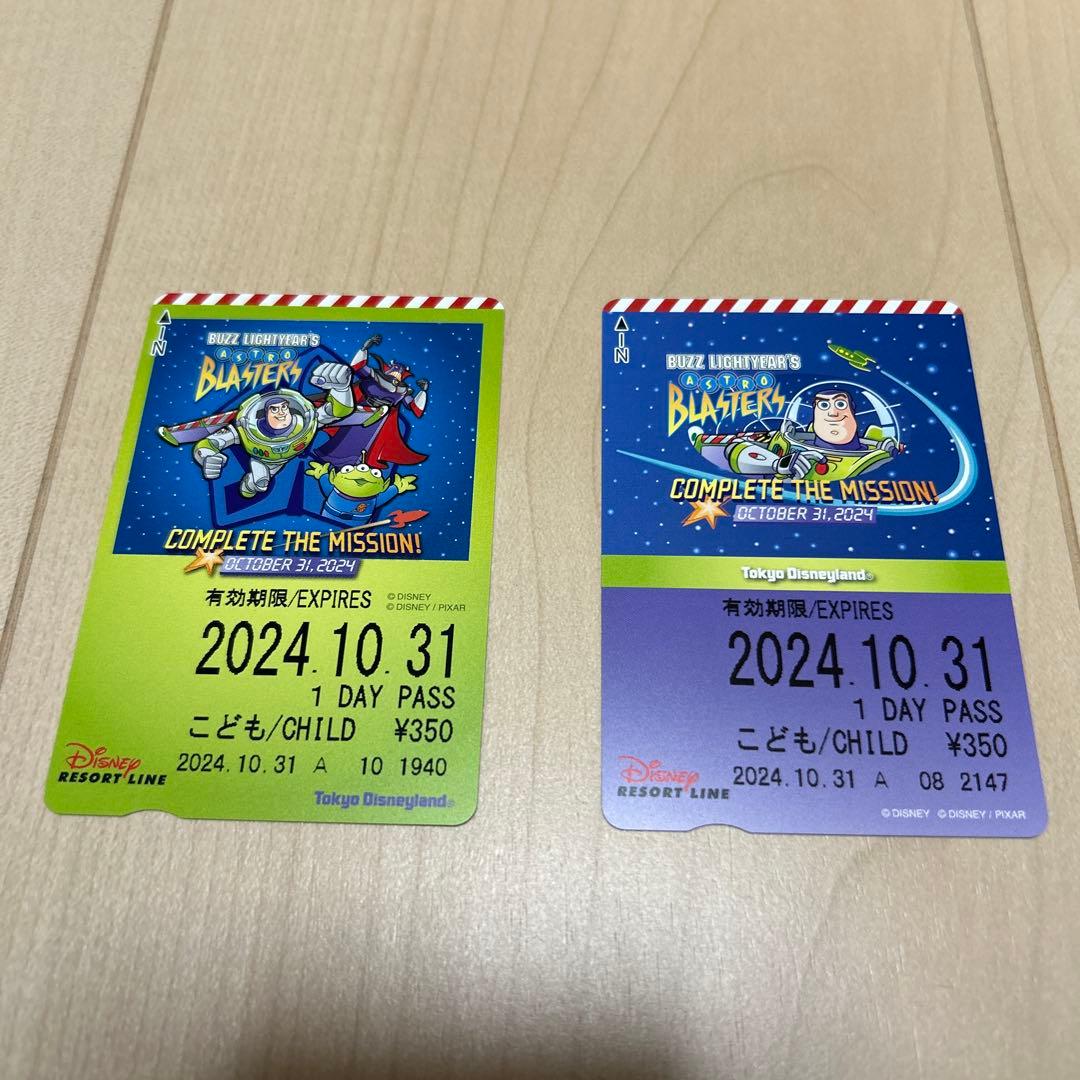 IN
BUZZ LIGHTYEAR'S
ASTRO
BLASTERS
COMPLETE THE MISSION!
OCTOBER 31, 2024
有効期限/EXPIRES
© DISNEY
© DISNEY / PIXAR
2024.10.31
1 DAY PASS
こども/CHILD ¥350
Disney
RESORT LINE
2024.10.31 A 10 1940
Tokyo Disneyland®
IN
BUZZ LIGHTYEAR'S
ASTRO
BLASTERS
COMPLETE THE MISSION!
OCTOBER 31, 2024
Tokyo Disneyland®
有効期限/EXPIRES
2024.10.31
1 DAY PASS
こども/CHILD ¥350
Disney
RESORT LINE
2024.10.31 A 08 2147
© DISNEY © DISNEY / PIXAR